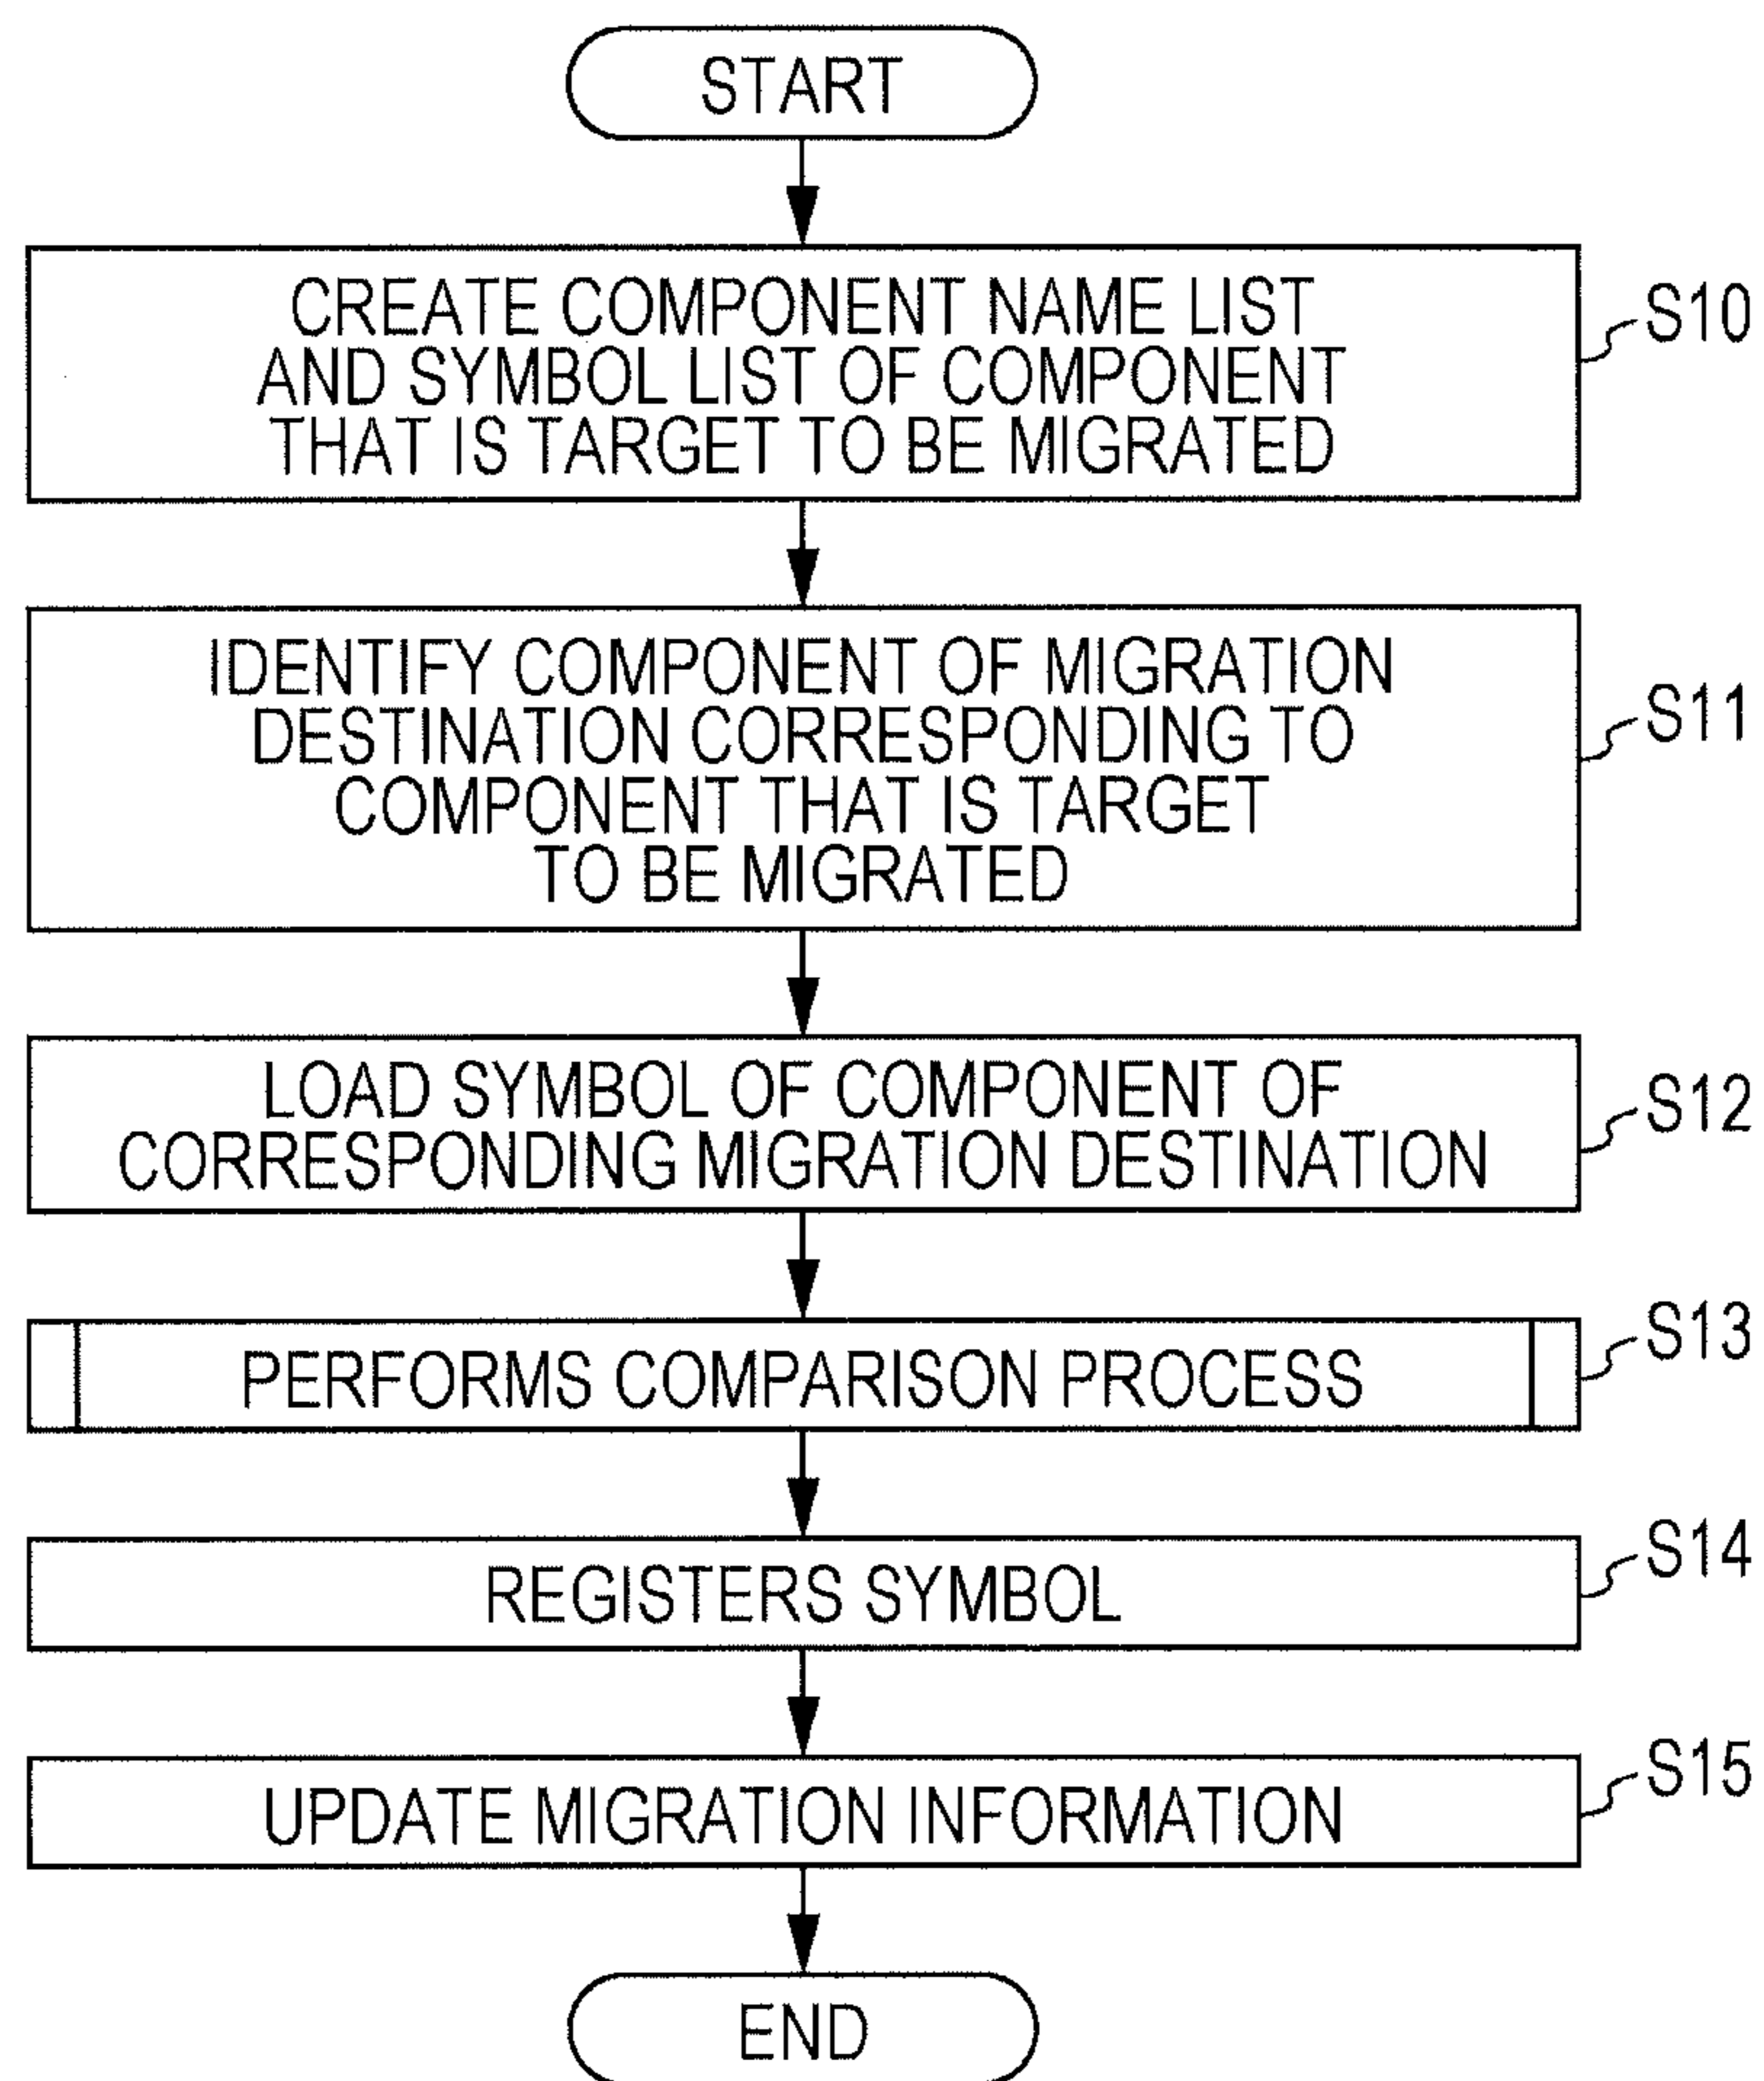 START
CREATE COMPONENT NAME LIST
AND SYMBOL LIST OF COMPONENT
THAT IS TARGET TO BE MIGRATED
S10
IDENTIFY COMPONENT OF MIGRATION
DESTINATION CORRESPONDING TO
COMPONENT THAT IS TARGET
TO BE MIGRATED
S11
LOAD SYMBOL OF COMPONENT OF
CORRESPONDING MIGRATION DESTINATION
S12
PERFORMS COMPARISON PROCESS
S13
REGISTERS SYMBOL
S14
UPDATE MIGRATION INFORMATION
S15
END